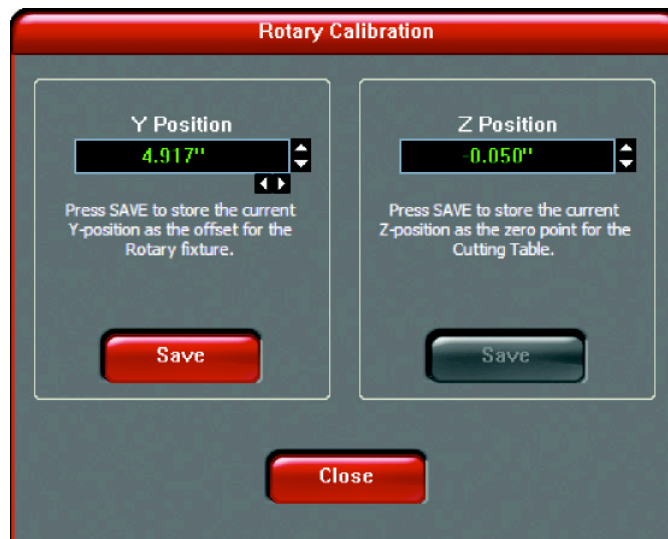 Rotary Calibration
Y Position
4.917"
Press SAVE to store the current
Y-position as the offset for the
Rotary fixture.
Save
Z Position
-0.050"
Press SAVE to store the current
Z-position as the zero point for the
Cutting Table.
Save
Close